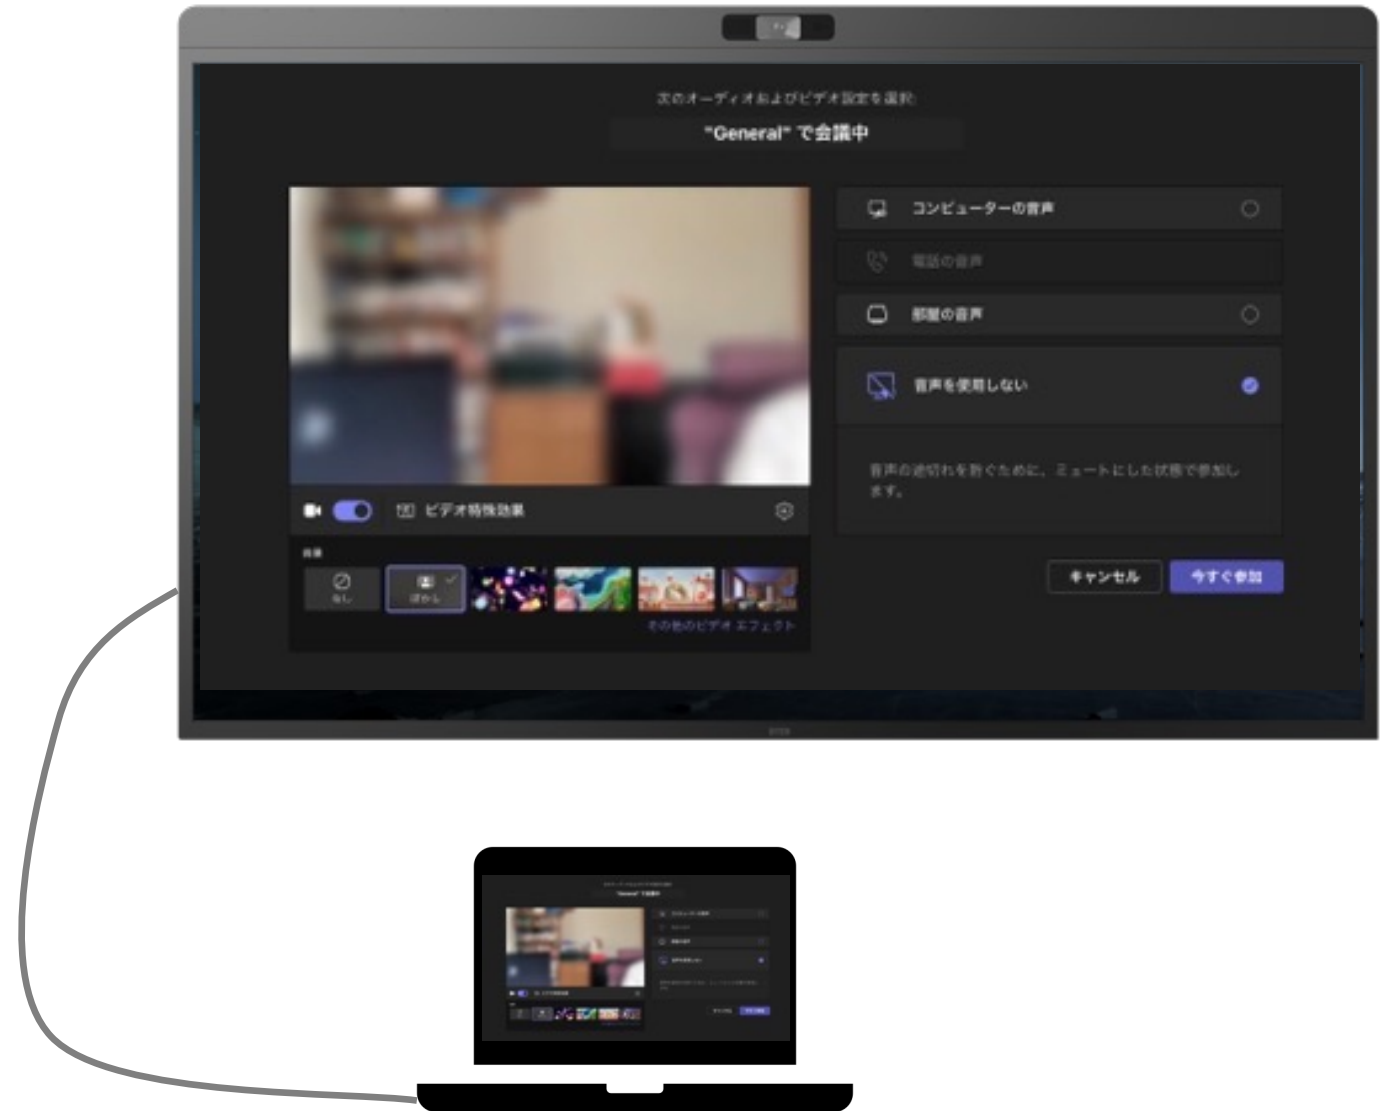 次のオーディオおよびビデオ設定を選択:
"General" で会議中
コンピューターの音声
電話の音声
部屋の音声
音声を使用しない
音声の途切れを防ぐために、ミュートにした状態で参加し
ます。
ビデオ特殊効果
背景
なし
ぼかし
その他のビデオ エフェクト
キャンセル
今すぐ参加